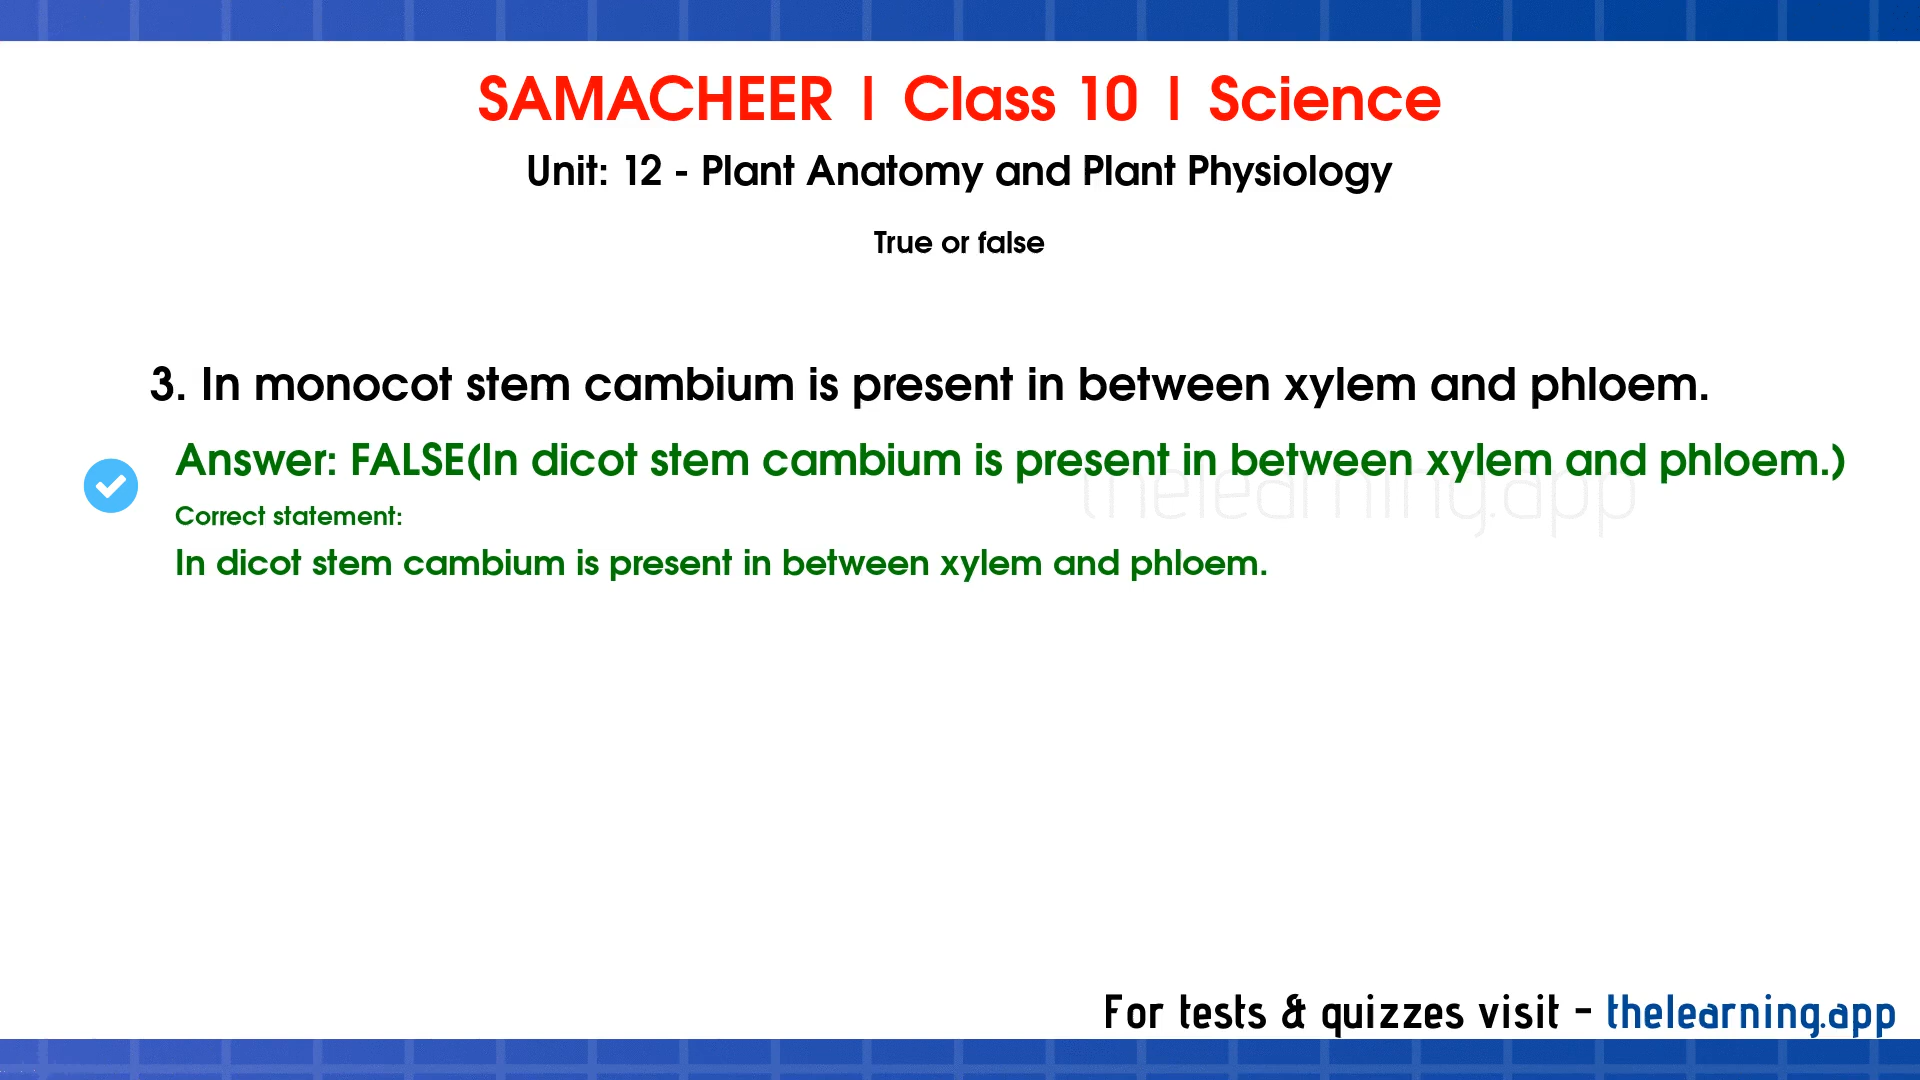 SAMACHEER | Class 10 | Science
Unit: 12 - Plant Anatomy and Plant Physiology
True or false
3. In monocot stem cambium is present in between xylem and phloem.
Answer: FALSE(In dicot stem cambium is present in between xylem and phloem.)
thelearning.app
Correct statement:
In dicot stem cambium is present in between xylem and phloem.
For tests & quizzes visit - thelearning.app